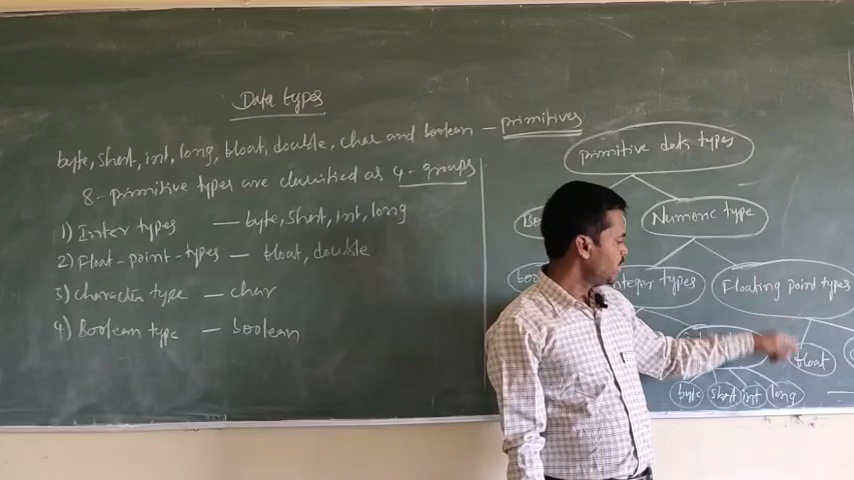 Data types
byte, short, int, long, float, double, char and boolean — primitives
8-primitive types are classified as 4-groups
1) Inter types — byte, short, int, long
2) Float-point-types — float, double
3) character type — char
4) Boolean type — boolean
Primitive data types
Numeric type
Integer types
Floating point types
float
byte
short
int
long